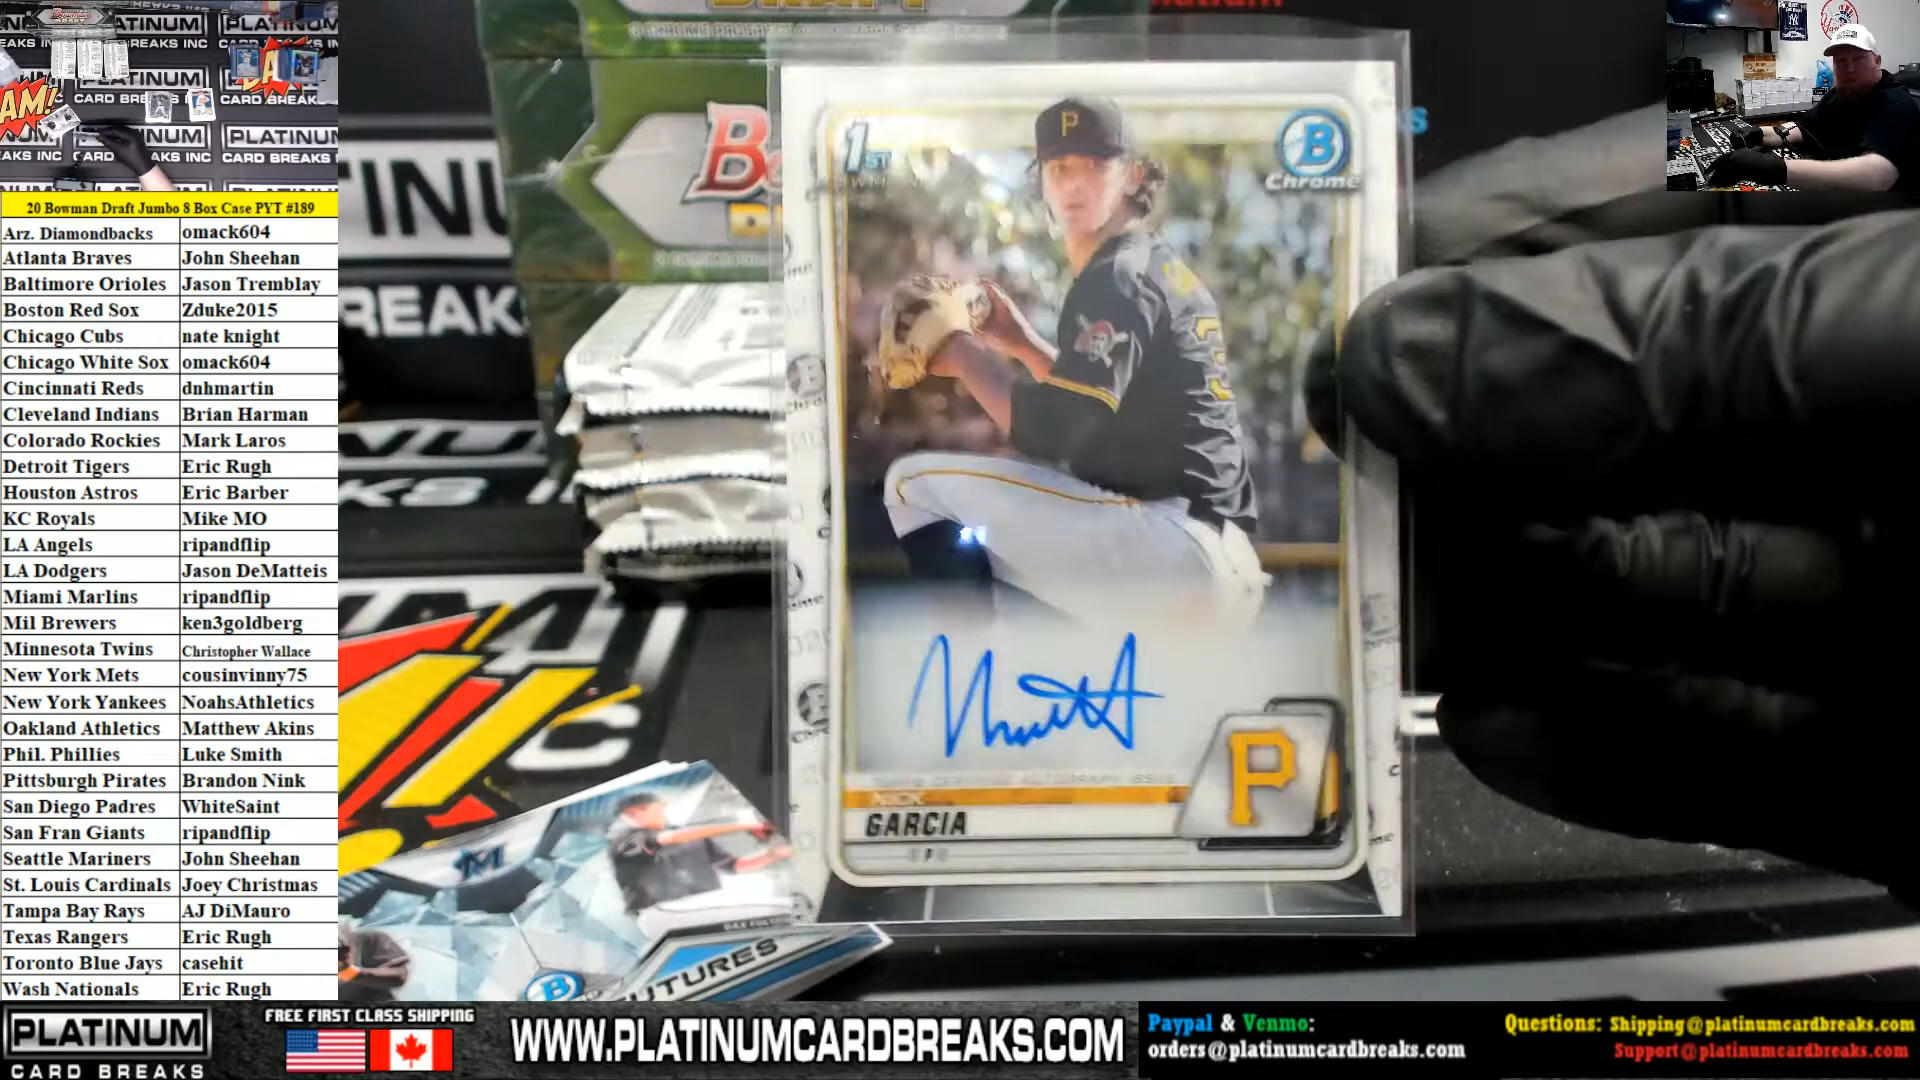 20 Bowman Draft Jumbo 8 Box Case PYT #189
Arz. Diamondbacks omack604
Atlanta Braves John Sheehan
Baltimore Orioles Jason Tremblay
Boston Red Sox Zduke2015
Chicago Cubs nate knight
Chicago White Sox omack604
Cincinnati Reds dnhmartin
Cleveland Indians Brian Harman
Colorado Rockies Mark Laros
Detroit Tigers Eric Rugh
Houston Astros Eric Barber
KC Royals Mike MO
LA Angels ripandflip
LA Dodgers Jason DeMatteis
Miami Marlins ripandflip
Mil Brewers ken3goldberg
Minnesota Twins Christopher Wallace
New York Mets cousinvinny75
New York Yankees NoahsAthletics
Oakland Athletics Matthew Akins
Phil. Phillies Luke Smith
Pittsburgh Pirates Brandon Nink
San Diego Padres WhiteSaint
San Fran Giants ripandflip
Seattle Mariners John Sheehan
St. Louis Cardinals Joey Christmas
Tampa Bay Rays AJ DiMauro
Texas Rangers Eric Rugh
Toronto Blue Jays casehit
Wash Nationals Eric Rugh
1ST
B
Chrome
P
NICK
GARCIA
P
UTURES
PLATINUM
CARD BREAKS
FREE FIRST CLASS SHIPPING
WWW.PLATINUMCARDBREAKS.COM
Paypal & Venmo:
orders@platinumcardbreaks.com
Questions: Shipping@platinumcardbreaks.com
Support@platinumcardbreaks.com